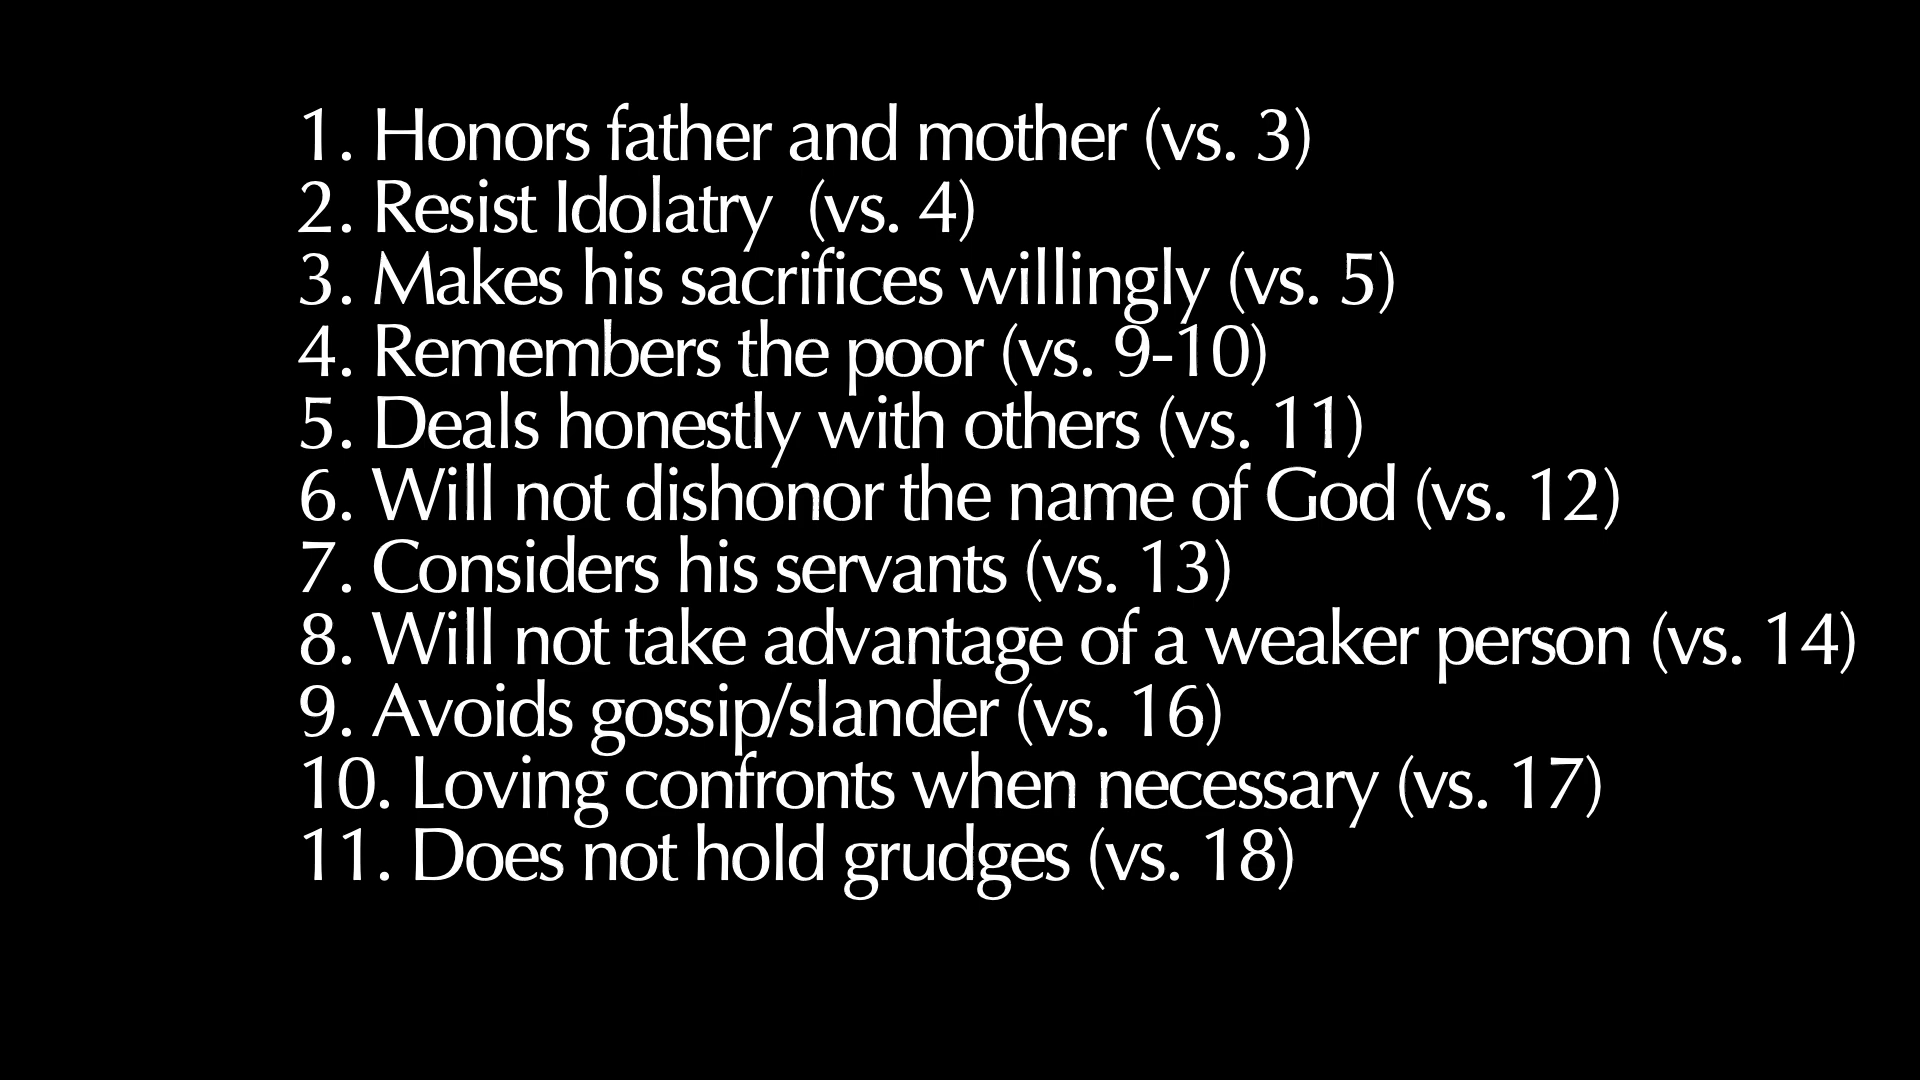 1. Honors father and mother (vs. 3)
2. Resist Idolatry  (vs. 4)
3. Makes his sacrifices willingly (vs. 5)
4. Remembers the poor (vs. 9-10)
5. Deals honestly with others (vs. 11)
6. Will not dishonor the name of God (vs. 12)
7. Considers his servants (vs. 13)
8. Will not take advantage of a weaker person (vs. 14)
9. Avoids gossip/slander (vs. 16)
10. Loving confronts when necessary (vs. 17)
11. Does not hold grudges (vs. 18)